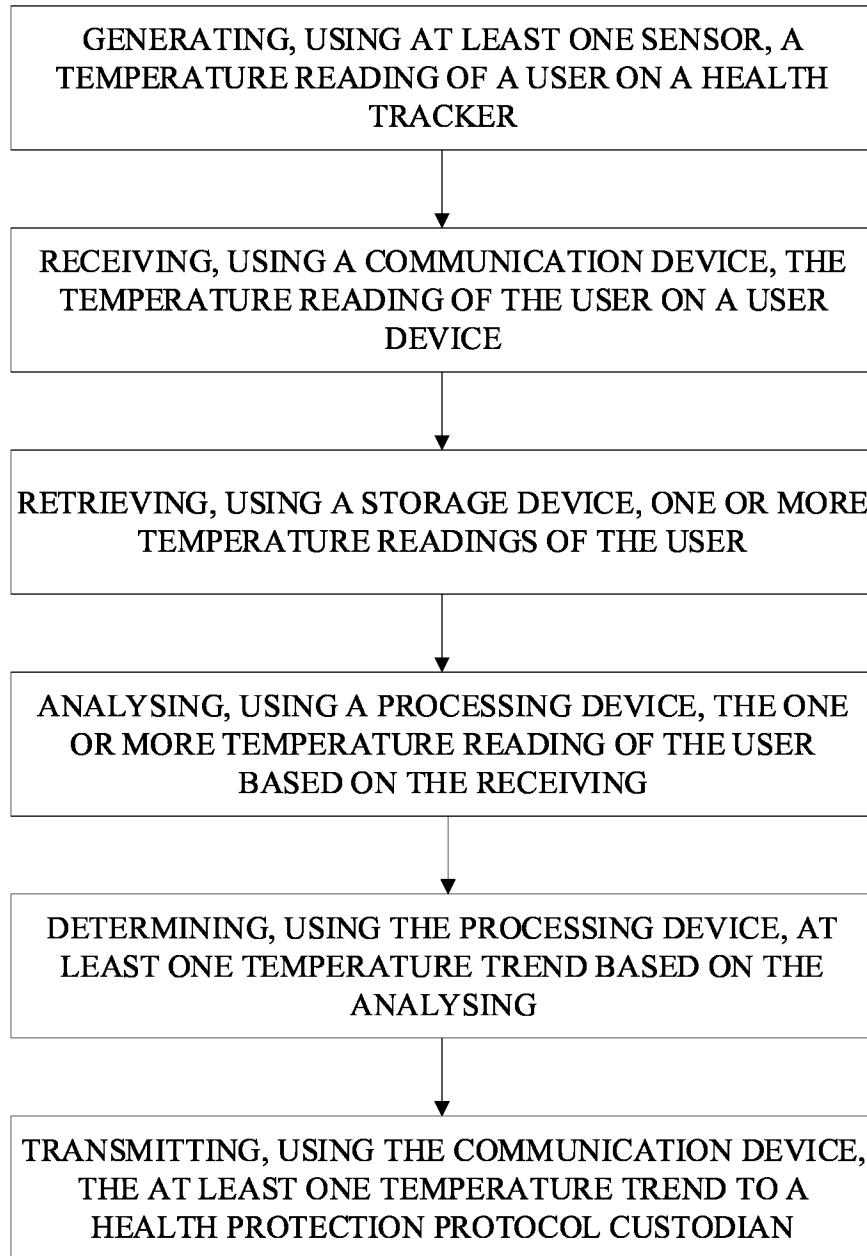 GENERATING, USING AT LEAST ONE SENSOR, A
TEMPERATURE READING OF A USER ON A HEALTH
TRACKER
RECEIVING, USING A COMMUNICATION DEVICE, THE
TEMPERATURE READING OF THE USER ON A USER
DEVICE
RETRIEVING, USING A STORAGE DEVICE, ONE OR MORE
TEMPERATURE READINGS OF THE USER
ANALYSING, USING A PROCESSING DEVICE, THE ONE
OR MORE TEMPERATURE READING OF THE USER
BASED ON THE RECEIVING
DETERMINING, USING THE PROCESSING DEVICE, AT
LEAST ONE TEMPERATURE TREND BASED ON THE
ANALYSING
TRANSMITTING, USING THE COMMUNICATION DEVICE,
THE AT LEAST ONE TEMPERATURE TREND TO A
HEALTH PROTECTION PROTOCOL CUSTODIAN